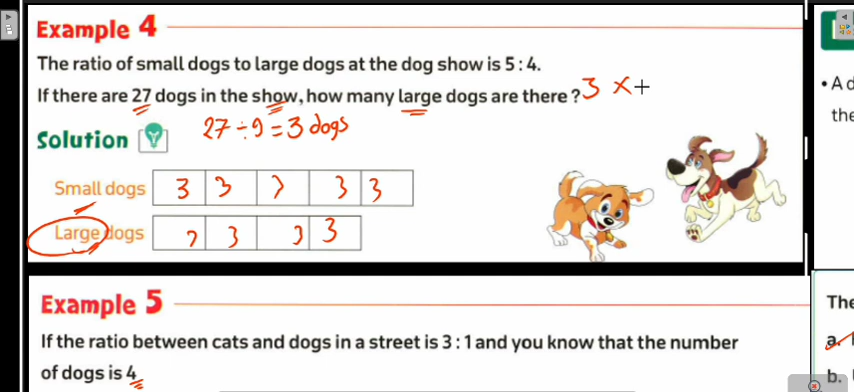 Example 4
The ratio of small dogs to large dogs at the dog show is 5 : 4.
If there are 27 dogs in the show, how many large dogs are there ? 3 ×
Solution
27 ÷ 9 = 3 dogs
Small dogs 3 3 3 3 3
Large dogs 3 3 3 3
Example 5
If the ratio between cats and dogs in a street is 3 : 1 and you know that the number
of dogs is 4
• A
the
The
a.
b.